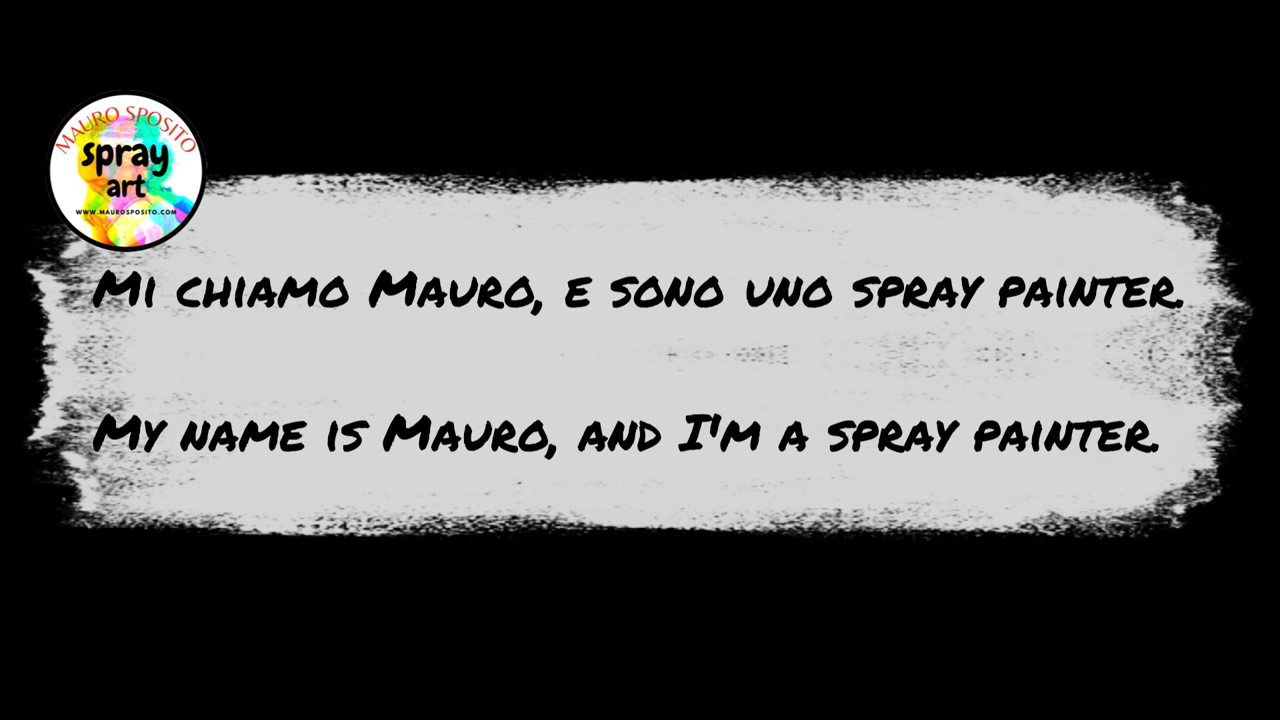 MAURO SPOSITO
spray
art
WWW.MAUROSPOSITO.COM
Mi chiamo Mauro, e sono uno spray painter.
My name is Mauro, and I'm a spray painter.